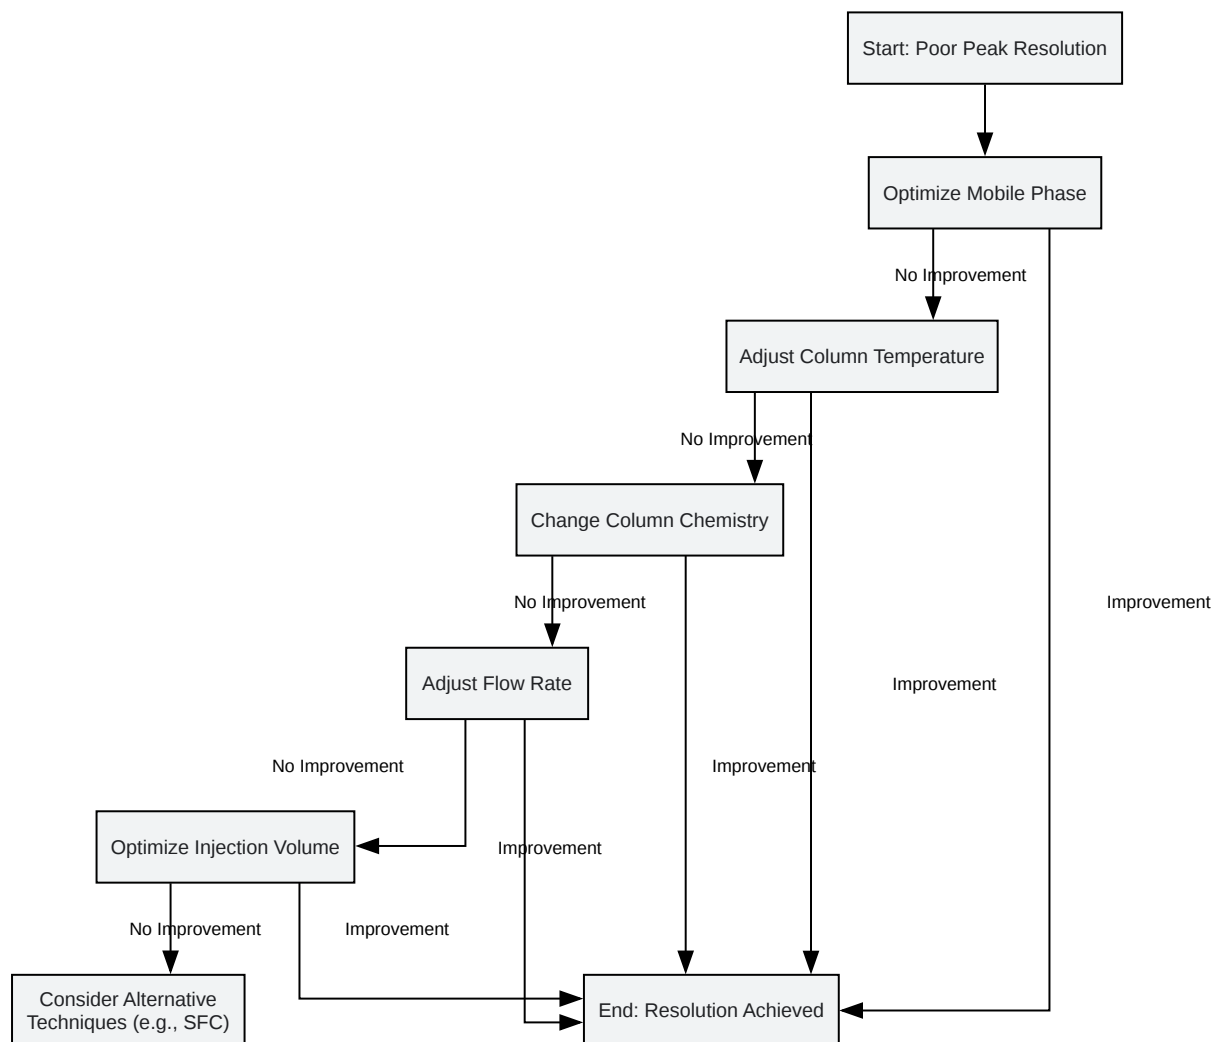 Start: Poor Peak Resolution
Optimize Mobile Phase
No Improvement
Adjust Column Temperature
No Improvement
Change Column Chemistry
No Improvement
Improvement
Adjust Flow Rate
Improvement
No Improvement
Improvement
Optimize Injection Volume
Improvement
No Improvement
Improvement
Consider Alternative
Techniques (e.g., SFC)
End: Resolution Achieved